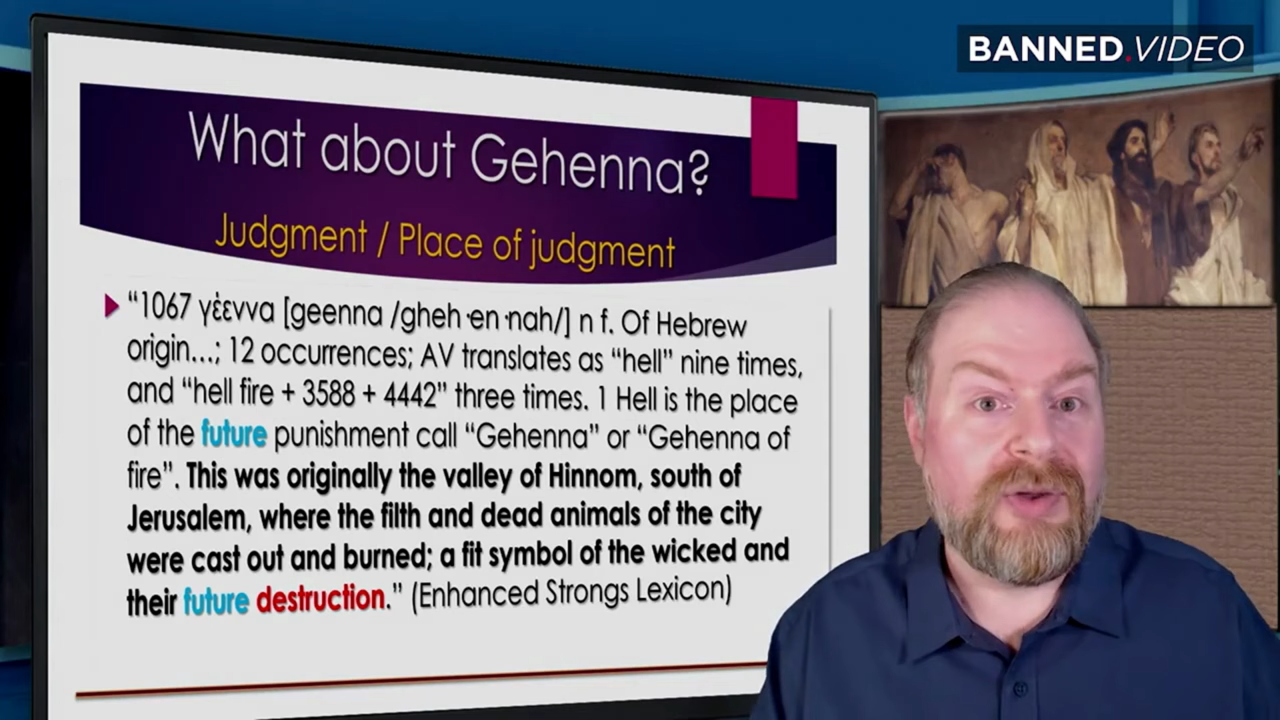 BANNED.VIDEO
What about Gehenna?
Judgment / Place of judgment
“1067 γέεννα [geenna /gheh·en·nah/] n f. Of Hebrew
origin...; 12 occurrences; AV translates as “hell” nine times,
and “hell fire + 3588 + 4442” three times. 1 Hell is the place
of the future punishment call “Gehenna” or “Gehenna of
fire”. This was originally the valley of Hinnom, south of
Jerusalem, where the filth and dead animals of the city
were cast out and burned; a fit symbol of the wicked and
their future destruction.” (Enhanced Strongs Lexicon)